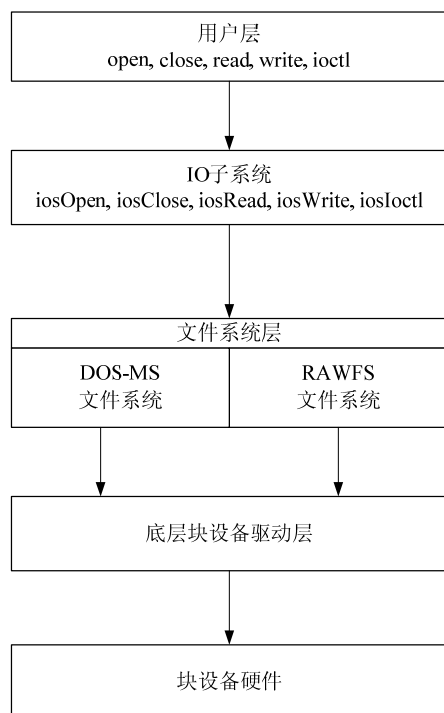 用户层
open, close, read, write, ioctl
IO子系统
iosOpen, iosClose, iosRead, iosWrite, iosIoctl
文件系统层
DOS-MS
文件系统
RAWFS
文件系统
底层块设备驱动层
块设备硬件